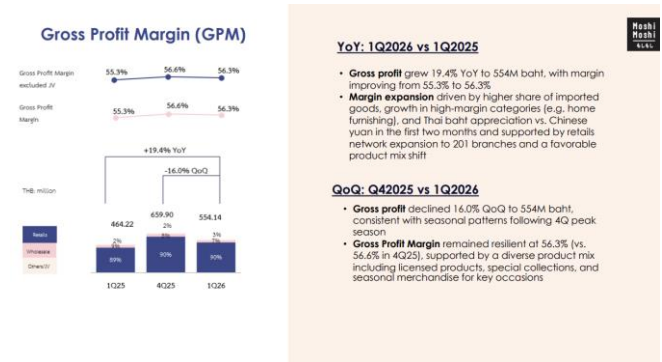 Gross Profit Margin (GPM)
Gross Profit Margin
excluded JV
55.3%
56.6%
56.3%
Gross Profit
Margin
55.3%
56.6%
56.3%
+19.4% YoY
-16.0% QoQ
THB: million
464.22
659.90
554.14
2%
2%
3%
7%
Retails
Wholesale
Others/JV
89%
90%
90%
1Q25
4Q25
1Q26
Moshi
Moshi
YoY: 1Q2026 vs 1Q2025
• Gross profit grew 19.4% YoY to 554M baht, with margin
improving from 55.3% to 56.3%
• Margin expansion driven by higher share of imported
goods, growth in high-margin categories (e.g. home
furnishing), and Thai baht appreciation vs. Chinese
yuan in the first two months and supported by retails
network expansion to 201 branches and a favorable
product mix shift
QoQ: Q42025 vs 1Q2026
• Gross profit declined 16.0% QoQ to 554M baht,
consistent with seasonal patterns following 4Q peak
season
• Gross Profit Margin remained resilient at 56.3% (vs.
56.6% in 4Q25), supported by a diverse product mix
including licensed products, special collections, and
seasonal merchandise for key occasions